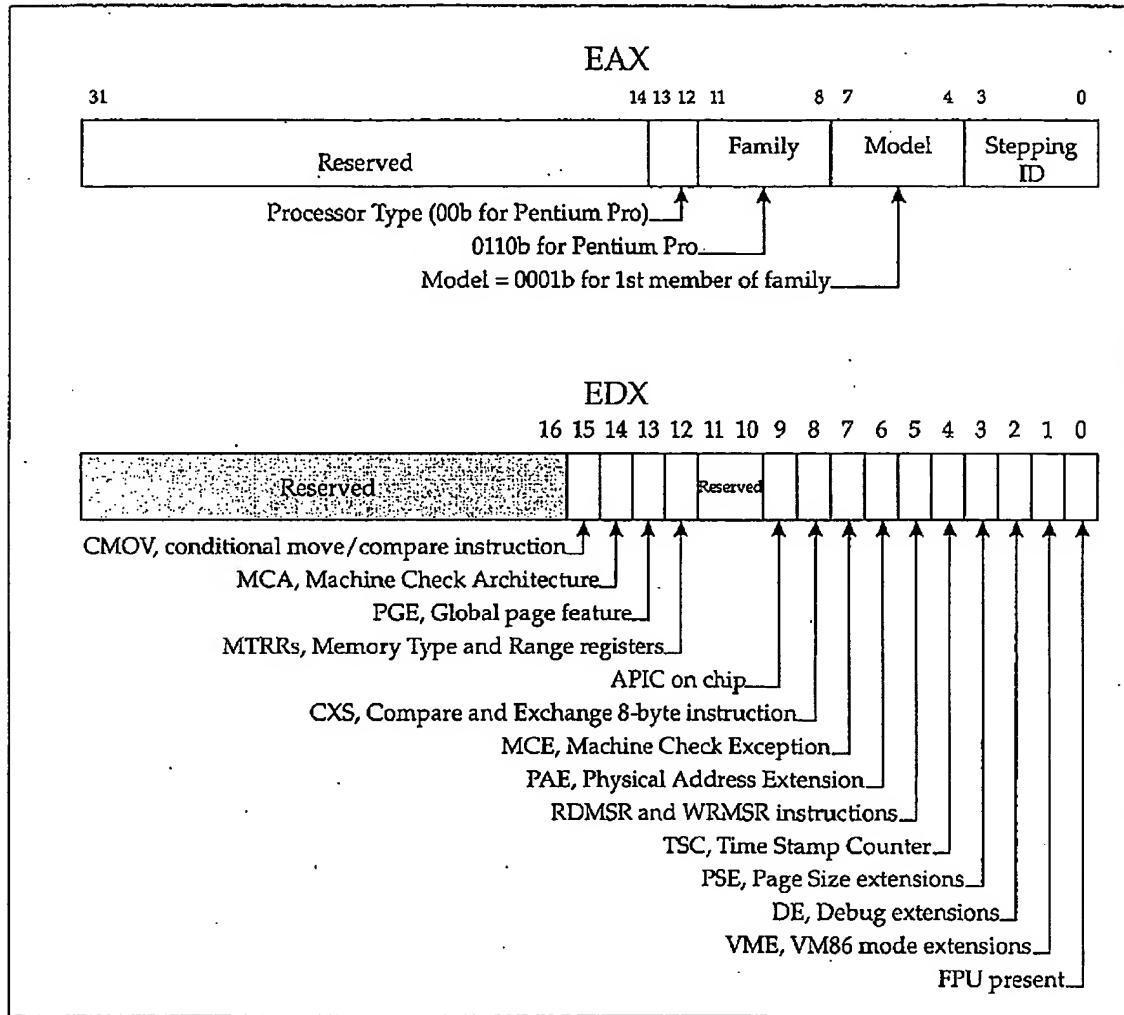 EAX
31 14 13 12 11 8 7 4 3 0
Reserved Family Model Stepping ID
Processor Type (00b for Pentium Pro)
0110b for Pentium Pro
Model = 0001b for 1st member of family
EDX
16 15 14 13 12 11 10 9 8 7 6 5 4 3 2 1 0
Reserved Reserved
CMOV, conditional move/compare instruction
MCA, Machine Check Architecture
PGE, Global page feature
MTRRs, Memory Type and Range registers
APIC on chip
CXS, Compare and Exchange 8-byte instruction
MCE, Machine Check Exception
PAE, Physical Address Extension
RDMSR and WRMSR instructions
TSC, Time Stamp Counter
PSE, Page Size extensions
DE, Debug extensions
VME, VM86 mode extensions
FPU present